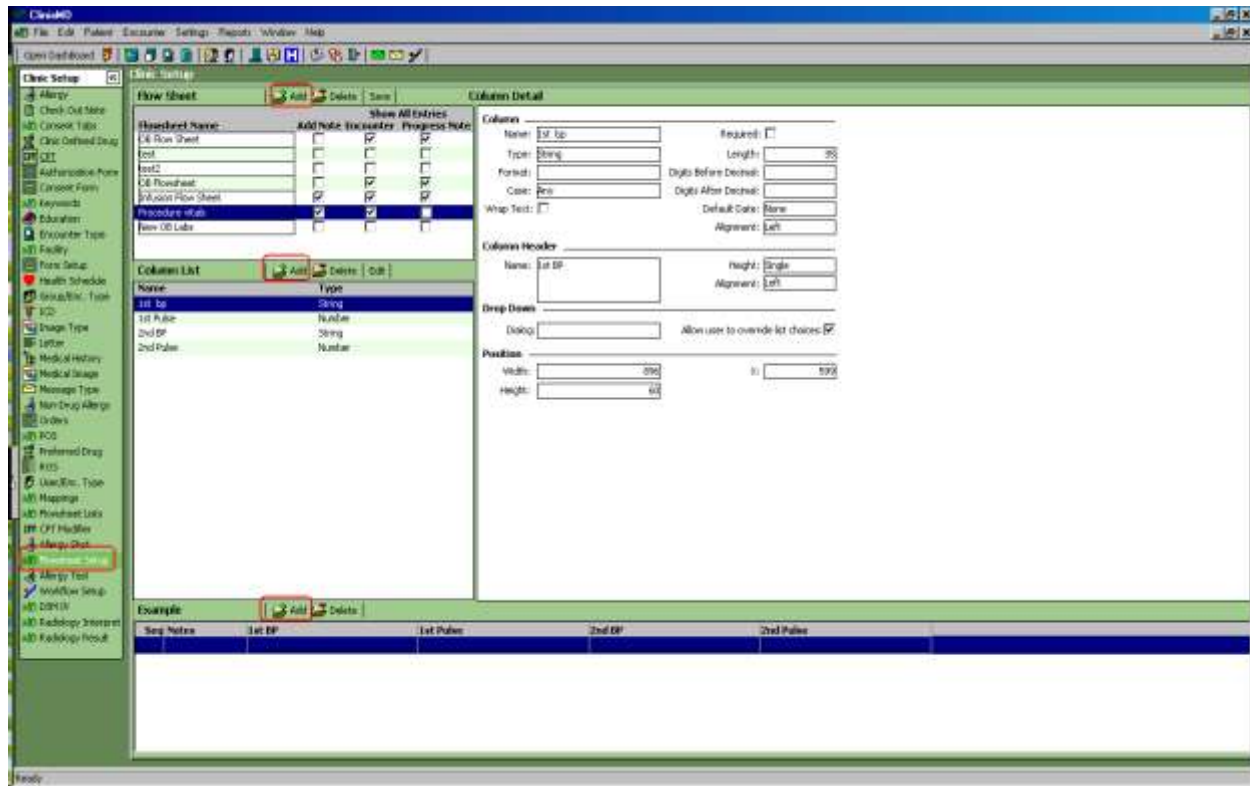 ClinixMD
File Edit Patient Encounter Settings Reports Window Help
Open Dashboard
Clinic Setup
Clinic Setup
Allergy
Check Out Note
Consent Tabs
Clinic Defined Drug
CPT
Authorization Form
Consent Form
Keywords
Education
Encounter Type
Facility
Form Setup
Health Schedule
Group/Enc. Type
ICD
Image Type
Letter
Medical History
Medical Image
Message Type
Non-Drug Allergy
Orders
POS
Preferred Drug
ROS
User/Enc. Type
Mappings
Flowsheet Lists
CPT Modifier
Allergy Shot
Flowsheet Setup
Allergy Test
Workflow Setup
DSM IV
Radiology Interpret
Radiology Result
Flow Sheet Add Delete Save
Show All Entries
Flowsheet Name Add Note Encounter Progress Note
OB Flow Sheet
test
test2
OB Flowsheet
Infusion Flow Sheet
Procedure vitals
New OB Labs
Column List Add Delete Edit
Name Type
1st bp String
1st Pulse Number
2nd BP String
2nd Pulse Number
Column Detail
Column
Name: 1st bp Required:
Type: String Length: 35
Format: Digits Before Decimal:
Case: Any Digits After Decimal:
Wrap Text: Default Date: None
Alignment: Left
Column Header
Name: 1st BP Height: Single
Alignment: Left
Drop Down
Dialog: Allow user to override list choices:
Position
Width: 896 X: 599
Height: 60
Example Add Delete
Seq Notes 1st BP 1st Pulse 2nd BP 2nd Pulse
Ready